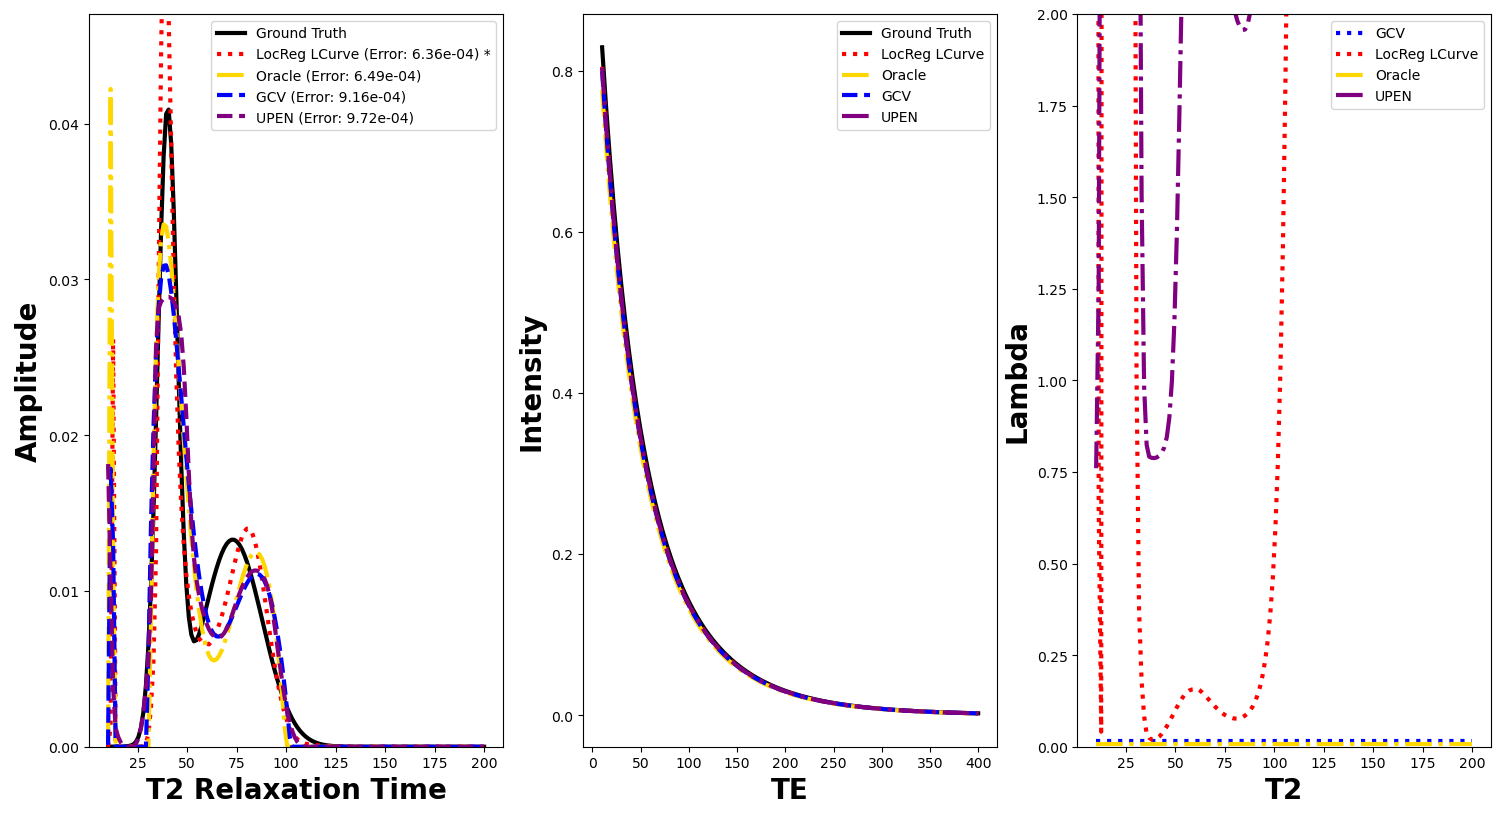 Amplitude
0.04
0.03
0.02
0.01
0.00
25 50 75 100 125 150 175 200
T2 Relaxation Time
Ground Truth
LocReg LCurve (Error: 6.36e-04) *
Oracle (Error: 6.49e-04)
GCV (Error: 9.16e-04)
UPEN (Error: 9.72e-04)
Intensity
0.8
0.6
0.4
0.2
0.0
0 50 100 150 200 250 300 350 400
TE
Ground Truth
LocReg LCurve
Oracle
GCV
UPEN
Lambda
2.00
1.75
1.50
1.25
1.00
0.75
0.50
0.25
0.00
25 50 75 100 125 150 175 200
T2
GCV
LocReg LCurve
Oracle
UPEN